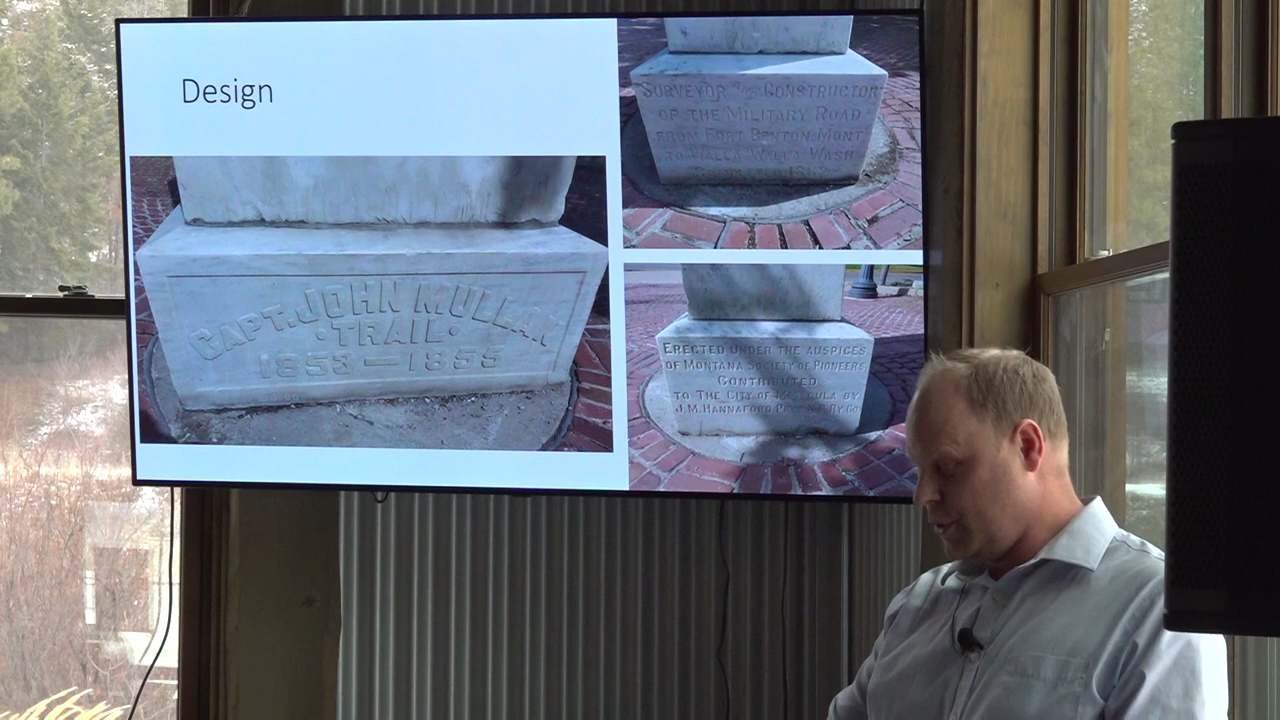 Design
CAPT. JOHN MULLAN
·TRAIL·
1853 — 1855
SURVEYOR AND CONSTRUCTOR
OF THE MILITARY ROAD
FROM FORT BENTON MONT.
TO WALLA WALLA WASH.
ERECTED UNDER THE AUSPICES
OF MONTANA SOCIETY OF PIONEERS
CONTRIBUTED
TO THE CITY OF MISSOULA BY
J.M. HANNAFORD PRES. N.P. RY. CO.